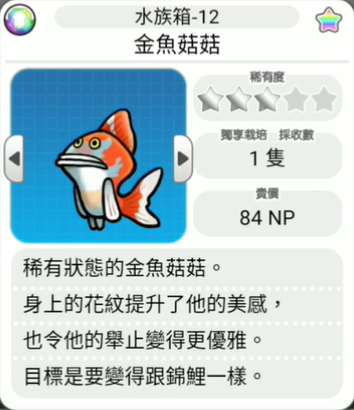 水族箱-12
金魚菇菇
稀有度
獨享栽培 採收數
1 隻
賣價
84 NP
稀有狀態的金魚菇菇。
身上的花紋提升了他的美感，
也令他的舉止變得更優雅。
目標是要變得跟錦鯉一樣。